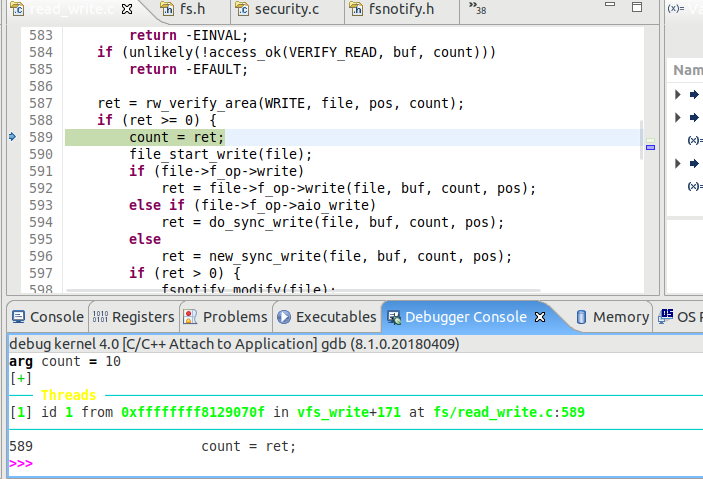 read_write.c fs.h security.c fsnotify.h »38 (x)=
583 return -EINVAL;
584 if (unlikely(!access_ok(VERIFY_READ, buf, count)))
585 return -EFAULT;
586
587 ret = rw_verify_area(WRITE, file, pos, count);
588 if (ret >= 0) {
589 count = ret;
590 file_start_write(file);
591 if (file->f_op->write)
592 ret = file->f_op->write(file, buf, count, pos);
593 else if (file->f_op->aio_write)
594 ret = do_sync_write(file, buf, count, pos);
595 else
596 ret = new_sync_write(file, buf, count, pos);
597 if (ret > 0) {
598 fsnotify_modify(file);
Nam
(x)=
(x)=
Console Registers Problems Executables Debugger Console Memory OS
debug kernel 4.0 [C/C++ Attach to Application] gdb (8.1.0.20180409)
arg count = 10
[+]
Threads
[1] id 1 from 0xffffffff8129070f in vfs_write+171 at fs/read_write.c:589
589 count = ret;
>>>